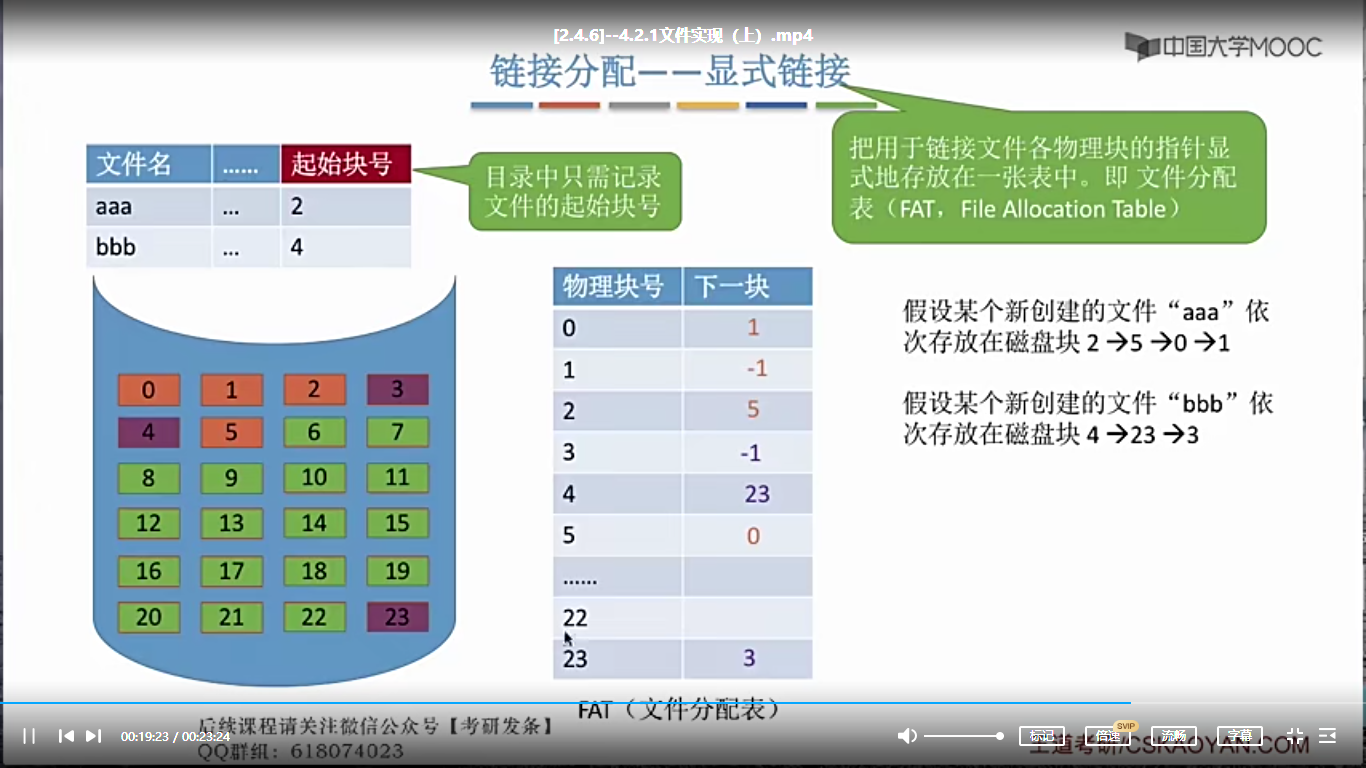 [2.4.6]--4.2.1文件实现（上）.mp4
中国大学MOOC
链接分配——显式链接
把用于链接文件各物理块的指针显
式地存放在一张表中。即 文件分配
表（FAT，File Allocation Table）
文件名 …… 起始块号
aaa ... 2
bbb ... 4
目录中只需记录
文件的起始块号
0 1 2 3
4 5 6 7
8 9 10 11
12 13 14 15
16 17 18 19
20 21 22 23
物理块号 下一块
0 1
1 -1
2 5
3 -1
4 23
5 0
……
22
23 3
FAT（文件分配表）
假设某个新创建的文件“aaa”依
次存放在磁盘块 2 →5 →0 →1
假设某个新创建的文件“bbb”依
次存放在磁盘块 4 →23 →3
后续课程请关注微信公众号【考研发条】
QQ群组：618074023
00:19:23 / 00:23:24
标记
倍速
SVIP
流畅
字幕
王道考研/CSKAOYAN.COM